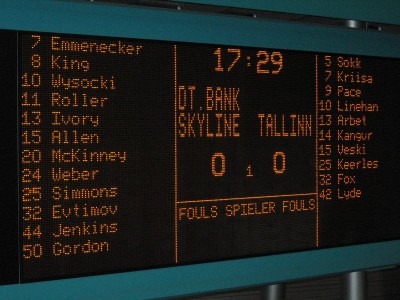 7 Emmenecker
8 King
10 Wysocki
11 Roller
13 Ivory
15 Allen
20 McKinney
24 Weber
25 Simmons
32 Evtimov
44 Jenkins
50 Gordon
17:29
DT.BANK
SKYLINE TALLINN
0 1 0
FOULS SPIELER FOULS
5 Sokk
7 Kriisa
9 Pace
10 Linehan
13 Arbet
14 Kangur
15 Veski
25 Keerles
32 Fox
42 Lyde